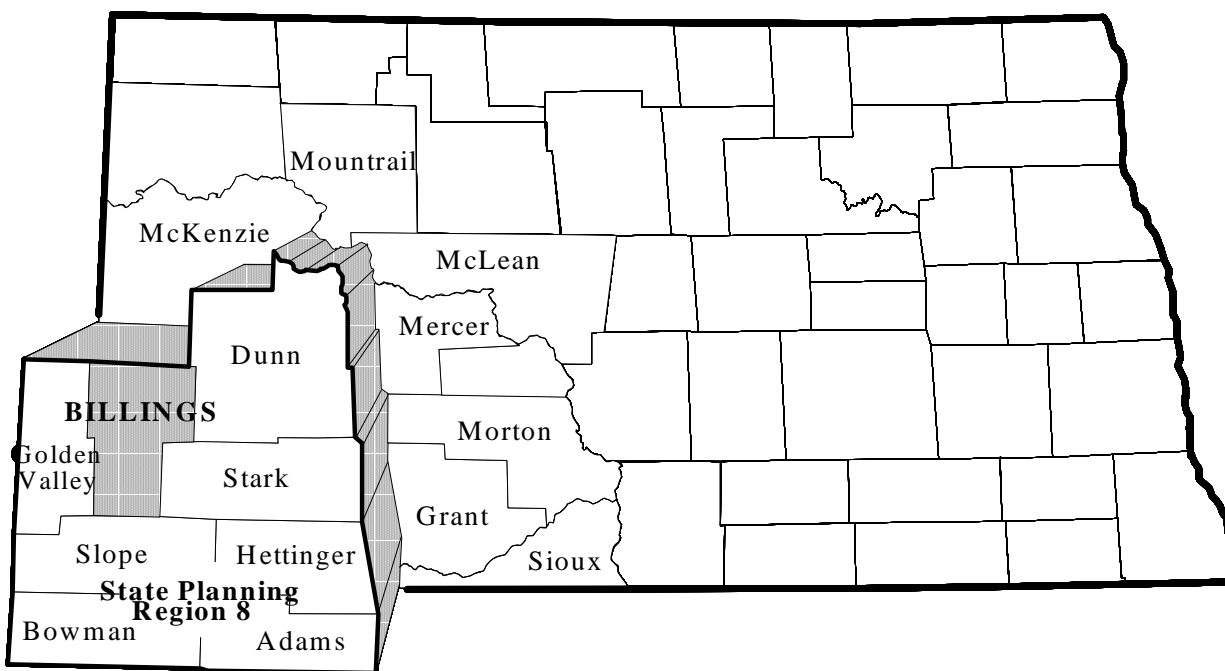 Mountrail
McKenzie
McLean
Mercer
Dunn
BILLINGS
Morton
Golden
Valley
Stark
Grant
Slope
Hettinger
Sioux
State Planning
Region 8
Bowman
Adams